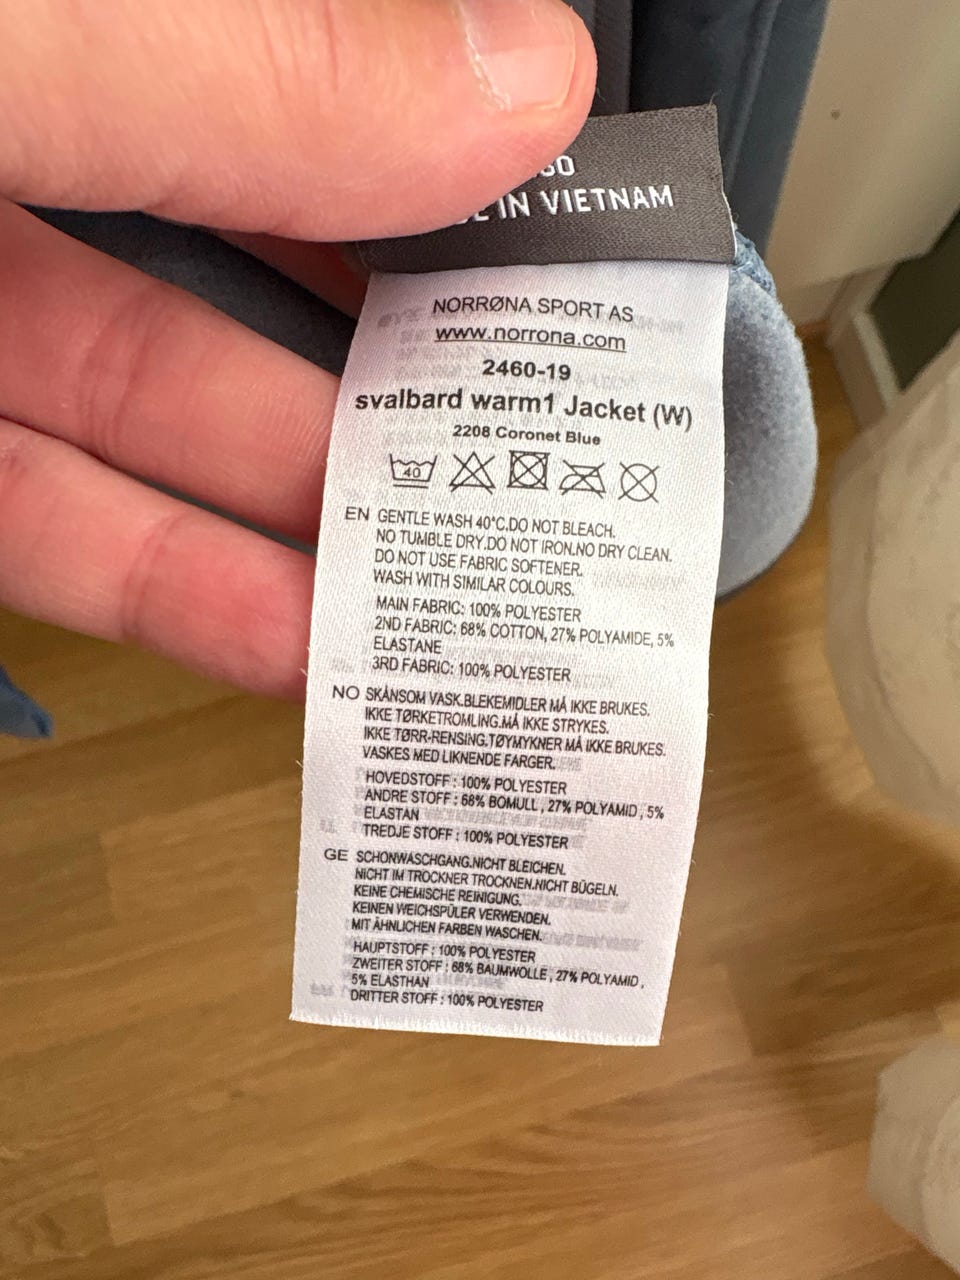 IN VIETNAM
NORRØNA SPORT AS
www.norrona.com
2460-19
svalbard warm1 Jacket (W)
2208 Coronet Blue
40
EN GENTLE WASH 40°C.DO NOT BLEACH.
NO TUMBLE DRY.DO NOT IRON.NO DRY CLEAN.
DO NOT USE FABRIC SOFTENER.
WASH WITH SIMILAR COLOURS.
MAIN FABRIC: 100% POLYESTER
2ND FABRIC: 68% COTTON, 27% POLYAMIDE, 5%
ELASTANE
3RD FABRIC: 100% POLYESTER
NO SKÅNSOM VASK.BLEKEMIDLER MÅ IKKE BRUKES.
IKKE TØRKETROMLING.MÅ IKKE STRYKES.
IKKE TØRR-RENSING.TØYMYKNER MÅ IKKE BRUKES.
VASKES MED LIKNENDE FARGER.
HOVEDSTOFF : 100% POLYESTER
ANDRE STOFF : 68% BOMULL , 27% POLYAMID , 5%
ELASTAN
TREDJE STOFF : 100% POLYESTER
GE SCHONWASCHGANG.NICHT BLEICHEN.
NICHT IM TROCKNER TROCKNEN.NICHT BÜGELN.
KEINE CHEMISCHE REINIGUNG.
KEINEN WEICHSPÜLER VERWENDEN.
MIT ÄHNLICHEN FARBEN WASCHEN.
HAUPTSTOFF : 100% POLYESTER
ZWEITER STOFF : 68% BAUMWOLLE , 27% POLYAMID ,
5% ELASTHAN
DRITTER STOFF : 100% POLYESTER